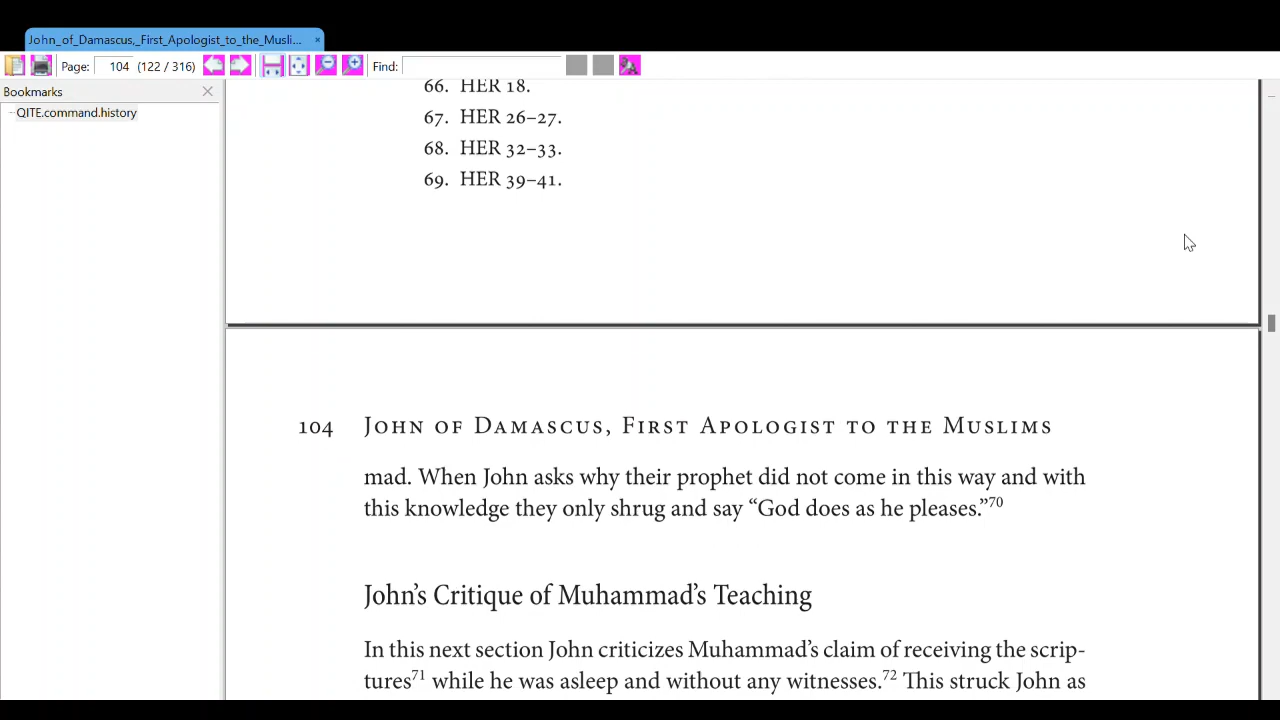 John_of_Damascus,_First_Apologist_to_the_Musli... ×
Page: 104 (122 / 316) Find:
Bookmarks
QITE.command.history
66. HER 18.
67. HER 26–27.
68. HER 32–33.
69. HER 39–41.
104 John of Damascus, First Apologist to the Muslims
mad. When John asks why their prophet did not come in this way and with
this knowledge they only shrug and say “God does as he pleases.”70
John’s Critique of Muhammad’s Teaching
In this next section John criticizes Muhammad’s claim of receiving the scrip-
tures71 while he was asleep and without any witnesses.72 This struck John as